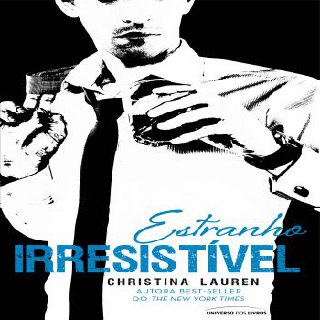 Estranho
IRRESISTÍVEL
CHRISTINA LAUREN
AUTORA BEST-SELLER
DO THE NEW YORK TIMES
UNIVERSO DOS LIVROS